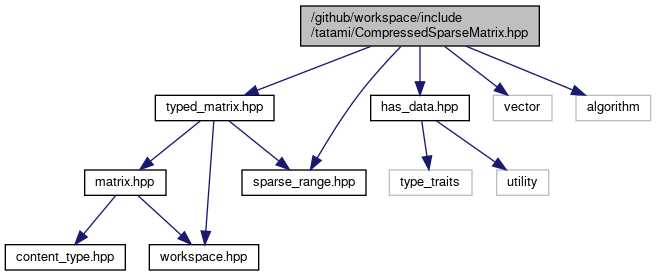 /github/workspace/include
/tatami/CompressedSparseMatrix.hpp
typed_matrix.hpp
has_data.hpp
vector
algorithm
matrix.hpp
sparse_range.hpp
type_traits
utility
content_type.hpp
workspace.hpp